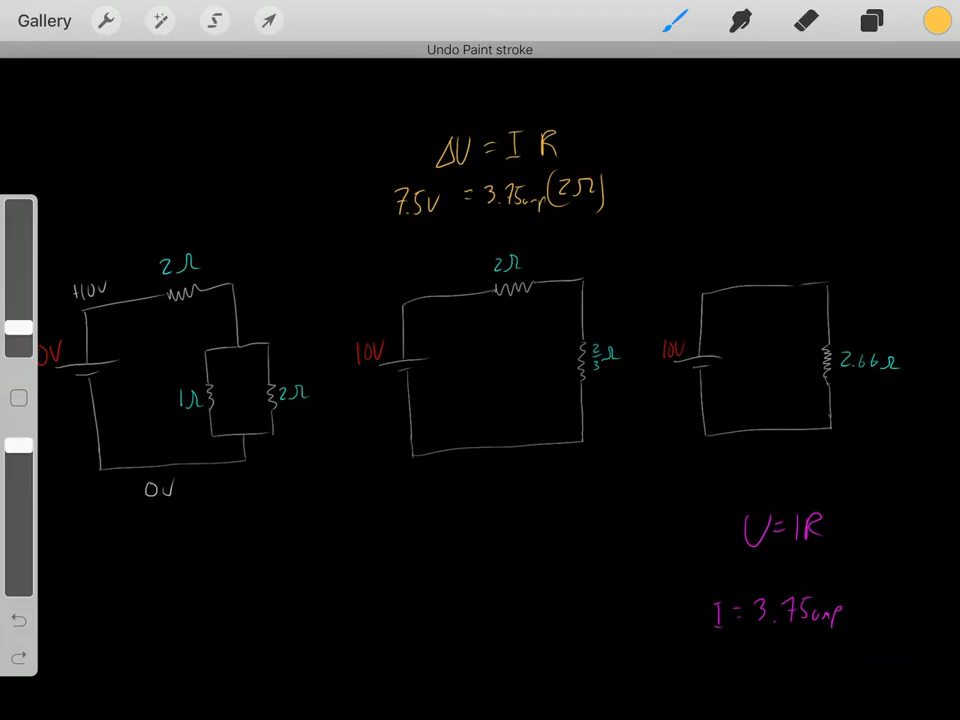 Gallery
Undo Paint stroke
ΔU = I R
7.5V = 3.75amp(2Ω)
2Ω
+10V
0V
1Ω
2Ω
0V
2Ω
10V
2/3Ω
10V
2.66Ω
U=IR
I = 3.75amp